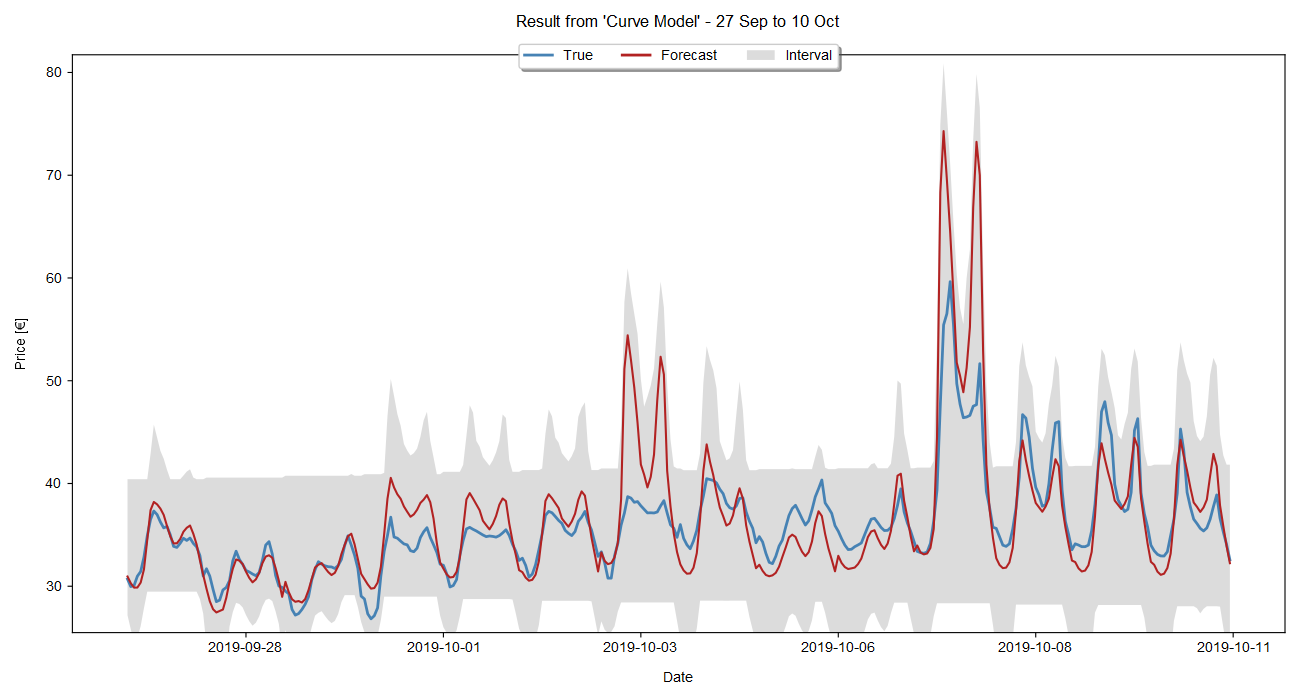 Result from 'Curve Model' - 27 Sep to 10 Oct
True Forecast Interval
80
70
60
50
40
30
Price [€]
2019-09-28 2019-10-01 2019-10-03 2019-10-06 2019-10-08 2019-10-11
Date